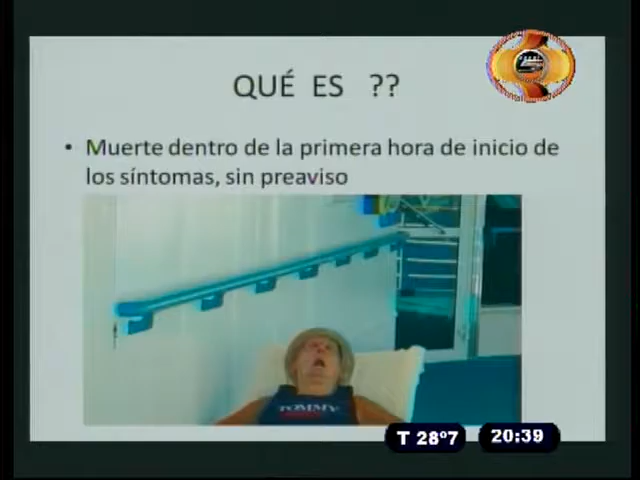 QUÉ ES ??
• Muerte dentro de la primera hora de inicio de
los síntomas, sin preaviso
TOMMY
T 28º7
20:39